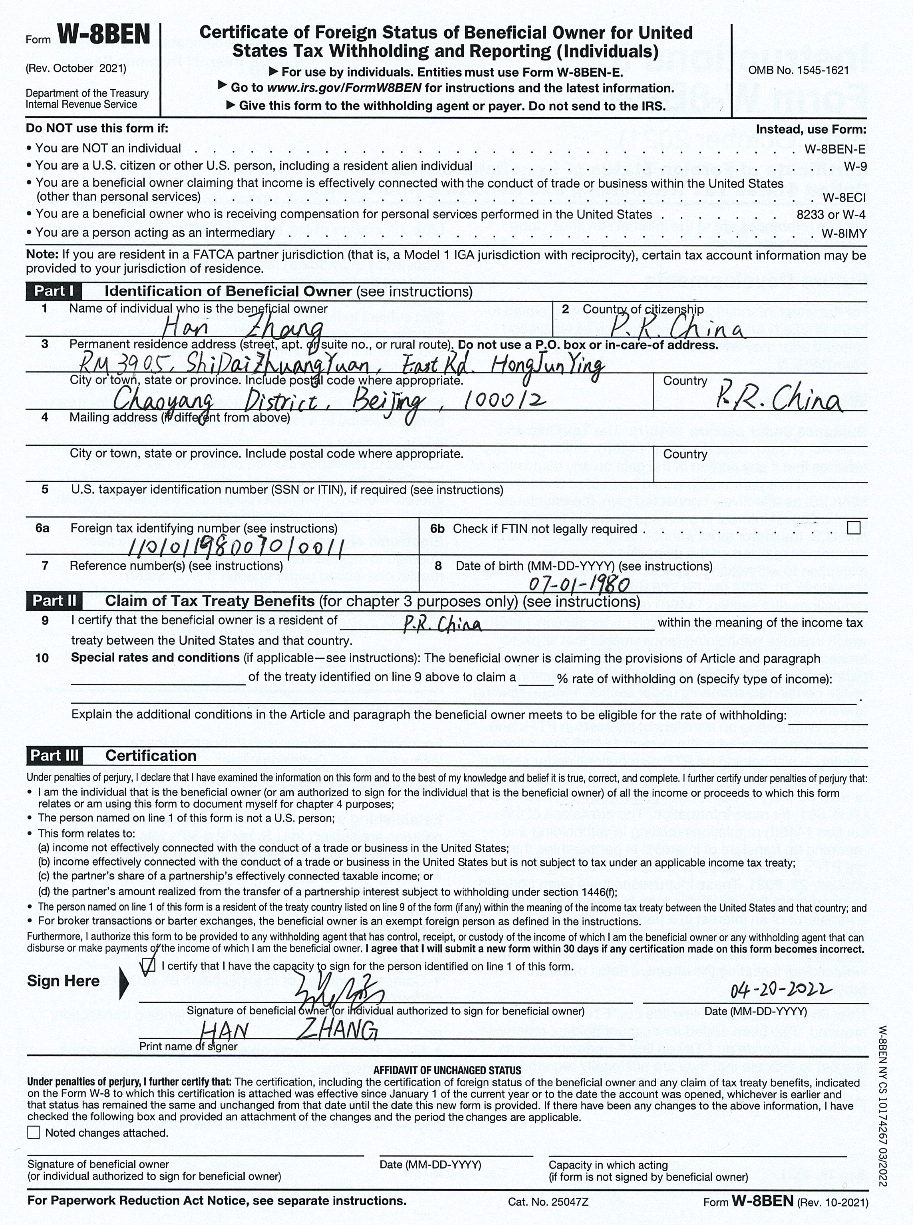 Form W-8BEN
(Rev. October 2021)
Department of the Treasury
Internal Revenue Service
Certificate of Foreign Status of Beneficial Owner for United
States Tax Withholding and Reporting (Individuals)
▶ For use by individuals. Entities must use Form W-8BEN-E.
▶ Go to www.irs.gov/FormW8BEN for instructions and the latest information.
▶ Give this form to the withholding agent or payer. Do not send to the IRS.
OMB No. 1545-1621
Do NOT use this form if: Instead, use Form:
• You are NOT an individual . . . W-8BEN-E
• You are a U.S. citizen or other U.S. person, including a resident alien individual . . . W-9
• You are a beneficial owner claiming that income is effectively connected with the conduct of trade or business within the United States
(other than personal services) . . . W-8ECI
• You are a beneficial owner who is receiving compensation for personal services performed in the United States . . . 8233 or W-4
• You are a person acting as an intermediary . . . W-8IMY
Note: If you are resident in a FATCA partner jurisdiction (that is, a Model 1 IGA jurisdiction with reciprocity), certain tax account information may be
provided to your jurisdiction of residence.
Part I Identification of Beneficial Owner (see instructions)
1 Name of individual who is the beneficial owner
Han Zhang
2 Country of citizenship
P.R. China
3 Permanent residence address (street, apt. or suite no., or rural route). Do not use a P.O. box or in-care-of address.
RM 3905, ShiDaiZhuangYuan, East Rd. HongJunYing
City or town, state or province. Include postal code where appropriate.
Chaoyang District, Beijing, 100012
Country
P.R. China
4 Mailing address (if different from above)
City or town, state or province. Include postal code where appropriate.
Country
5 U.S. taxpayer identification number (SSN or ITIN), if required (see instructions)
6a Foreign tax identifying number (see instructions)
110101198007010011
6b Check if FTIN not legally required . . .
7 Reference number(s) (see instructions)
8 Date of birth (MM-DD-YYYY) (see instructions)
07-01-1980
Part II Claim of Tax Treaty Benefits (for chapter 3 purposes only) (see instructions)
9 I certify that the beneficial owner is a resident of P.R. China within the meaning of the income tax
treaty between the United States and that country.
10 Special rates and conditions (if applicable—see instructions): The beneficial owner is claiming the provisions of Article and paragraph
of the treaty identified on line 9 above to claim a % rate of withholding on (specify type of income):
.
Explain the additional conditions in the Article and paragraph the beneficial owner meets to be eligible for the rate of withholding:
Part III Certification
Under penalties of perjury, I declare that I have examined the information on this form and to the best of my knowledge and belief it is true, correct, and complete. I further certify under penalties of perjury that:
• I am the individual that is the beneficial owner (or am authorized to sign for the individual that is the beneficial owner) of all the income or proceeds to which this form
relates or am using this form to document myself for chapter 4 purposes;
• The person named on line 1 of this form is not a U.S. person;
• This form relates to:
(a) income not effectively connected with the conduct of a trade or business in the United States;
(b) income effectively connected with the conduct of a trade or business in the United States but is not subject to tax under an applicable income tax treaty;
(c) the partner's share of a partnership's effectively connected taxable income; or
(d) the partner's amount realized from the transfer of a partnership interest subject to withholding under section 1446(f);
• The person named on line 1 of this form is a resident of the treaty country listed on line 9 of the form (if any) within the meaning of the income tax treaty between the United States and that country; and
• For broker transactions or barter exchanges, the beneficial owner is an exempt foreign person as defined in the instructions.
Furthermore, I authorize this form to be provided to any withholding agent that has control, receipt, or custody of the income of which I am the beneficial owner or any withholding agent that can
disburse or make payments of the income of which I am the beneficial owner. I agree that I will submit a new form within 30 days if any certification made on this form becomes incorrect.
Sign Here
I certify that I have the capacity to sign for the person identified on line 1 of this form.
04-20-2022
Signature of beneficial owner (or individual authorized to sign for beneficial owner)
Date (MM-DD-YYYY)
HAN ZHANG
Print name of signer
AFFIDAVIT OF UNCHANGED STATUS
Under penalties of perjury, I further certify that: The certification, including the certification of foreign status of the beneficial owner and any claim of tax treaty benefits, indicated
on the Form W-8 to which this certification is attached was effective since January 1 of the current year or to the date the account was opened, whichever is earlier and
that status has remained the same and unchanged from that date until the date this new form is provided. If there have been any changes to the above information, I have
checked the following box and provided an attachment of the changes and the period the changes are applicable.
Noted changes attached.
Signature of beneficial owner
(or individual authorized to sign for beneficial owner)
Date (MM-DD-YYYY)
Capacity in which acting
(if form is not signed by beneficial owner)
For Paperwork Reduction Act Notice, see separate instructions. Cat. No. 25047Z Form W-8BEN (Rev. 10-2021)
W-8BEN NY CS 10174267 03/2022